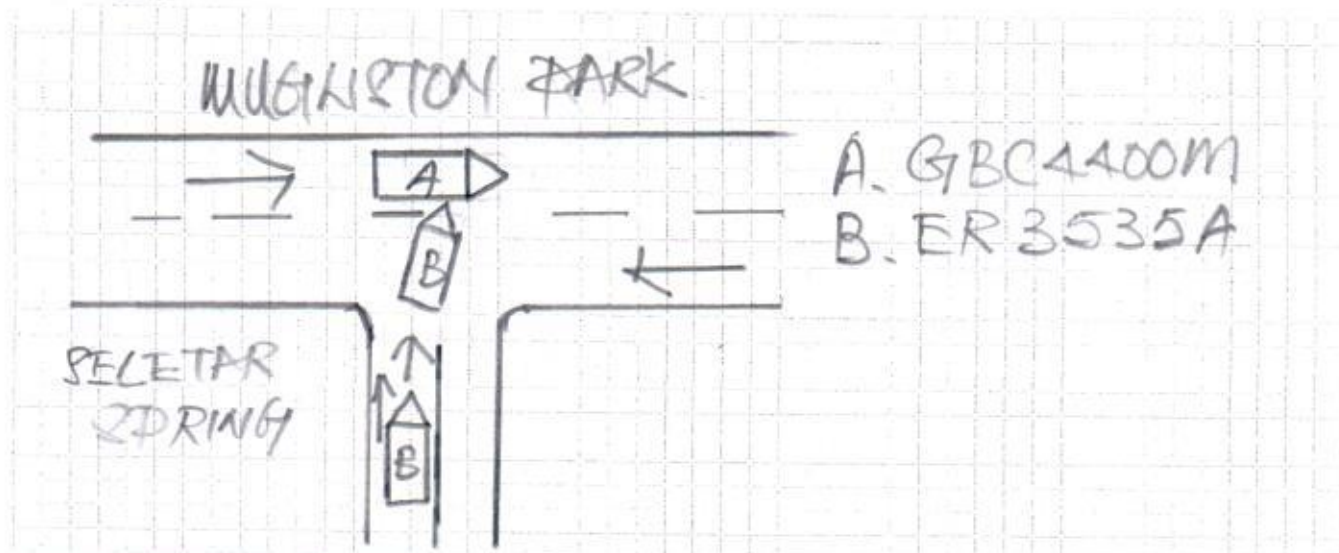 MUGLISTON PARK
A
A. GBC4400M
B. ER3535A
B
SELETAR
SPRING
B